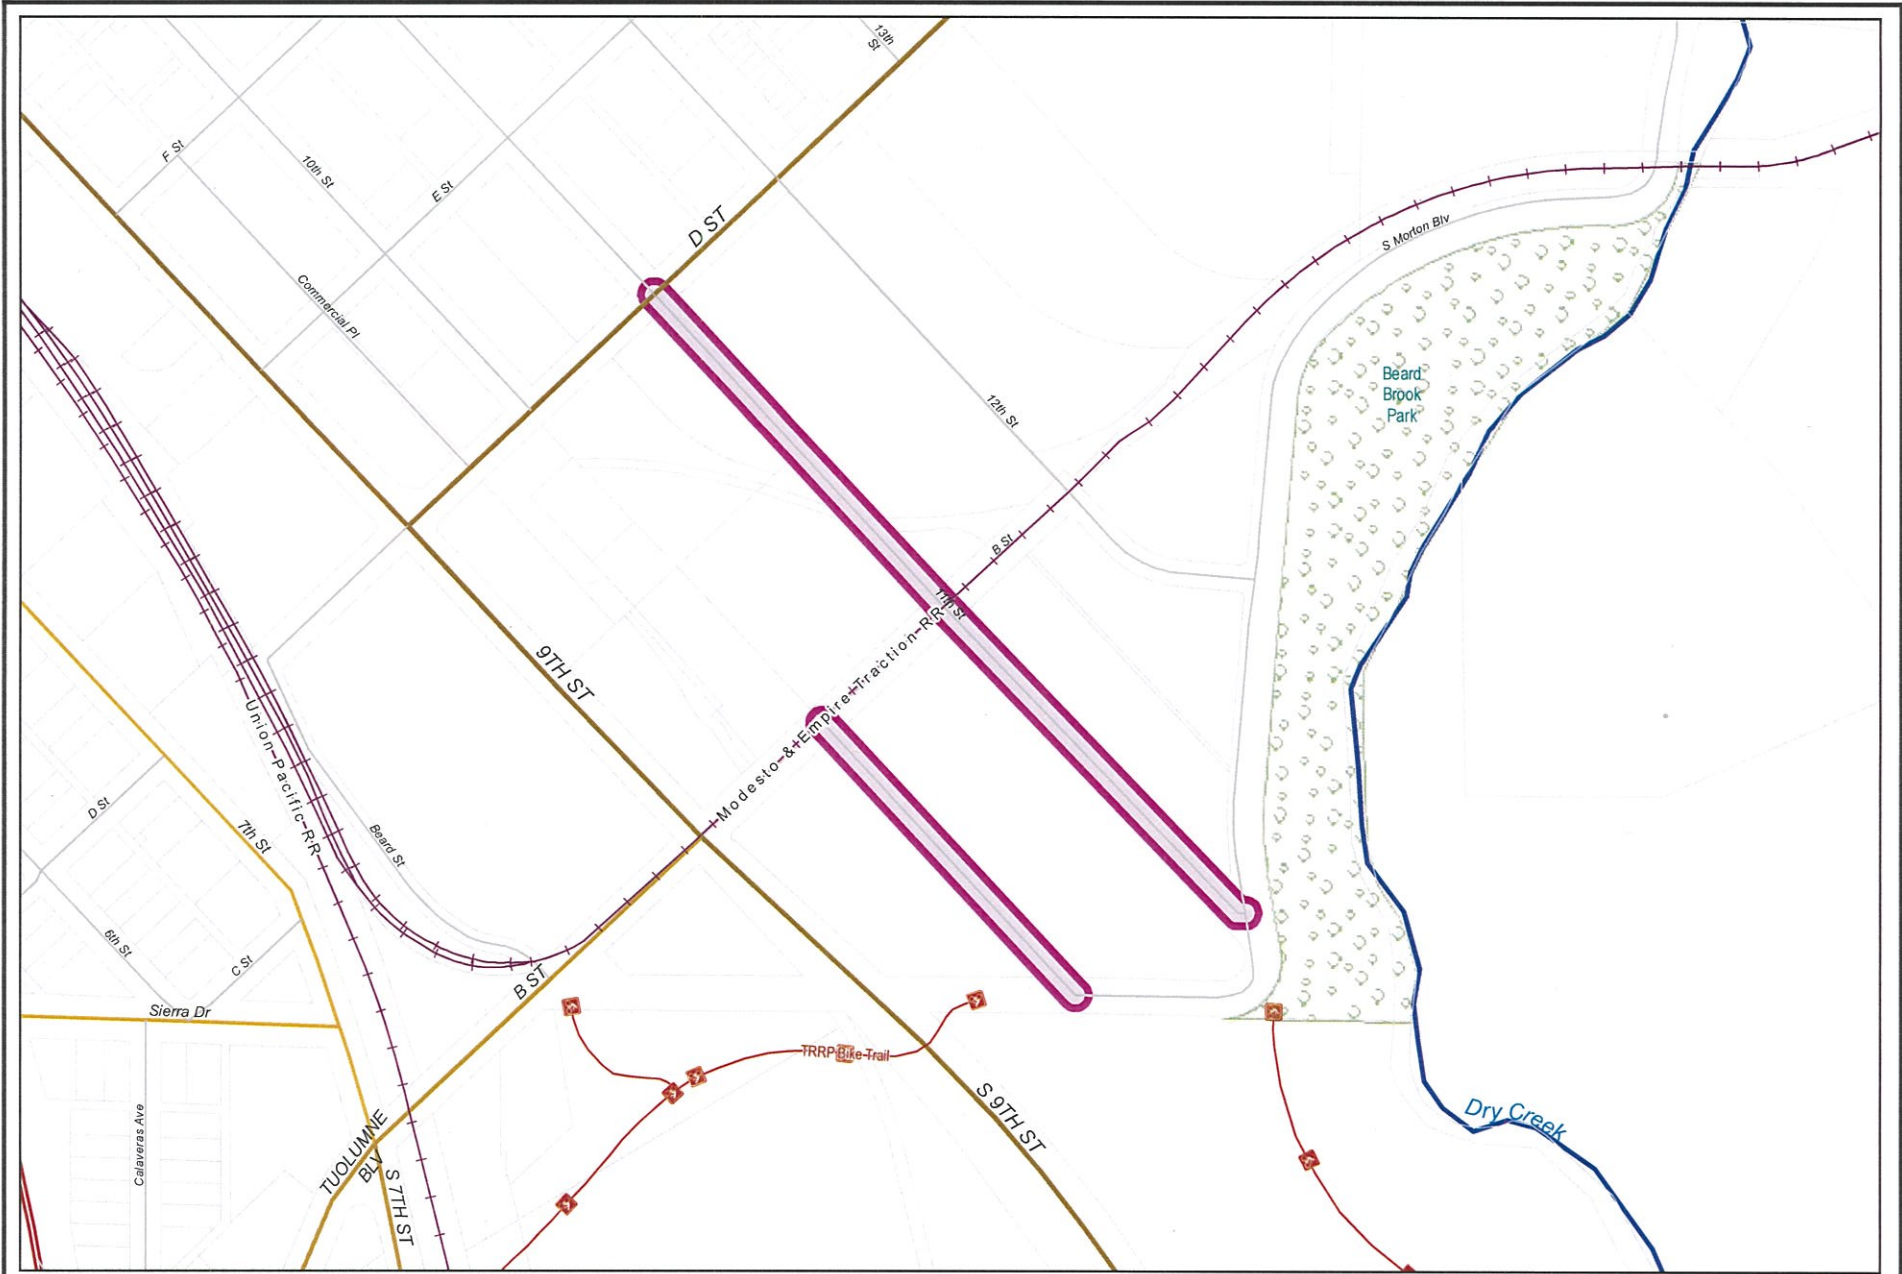 13th
St
F St
10th St
E St
D ST
S Morton Blv
Commercial Pl
Beard
Brook
Park
12th St
B St
11th St
9TH ST
Modesto & Empire Traction RR
Union Pacific RR
D St
7th St
Beard St
6th St
C St
B ST
Sierra Dr
TRRP Bike Trail
S 9TH ST
Dry Creek
Calaveras Ave
TUOLUMNE
BLV
S 7TH ST